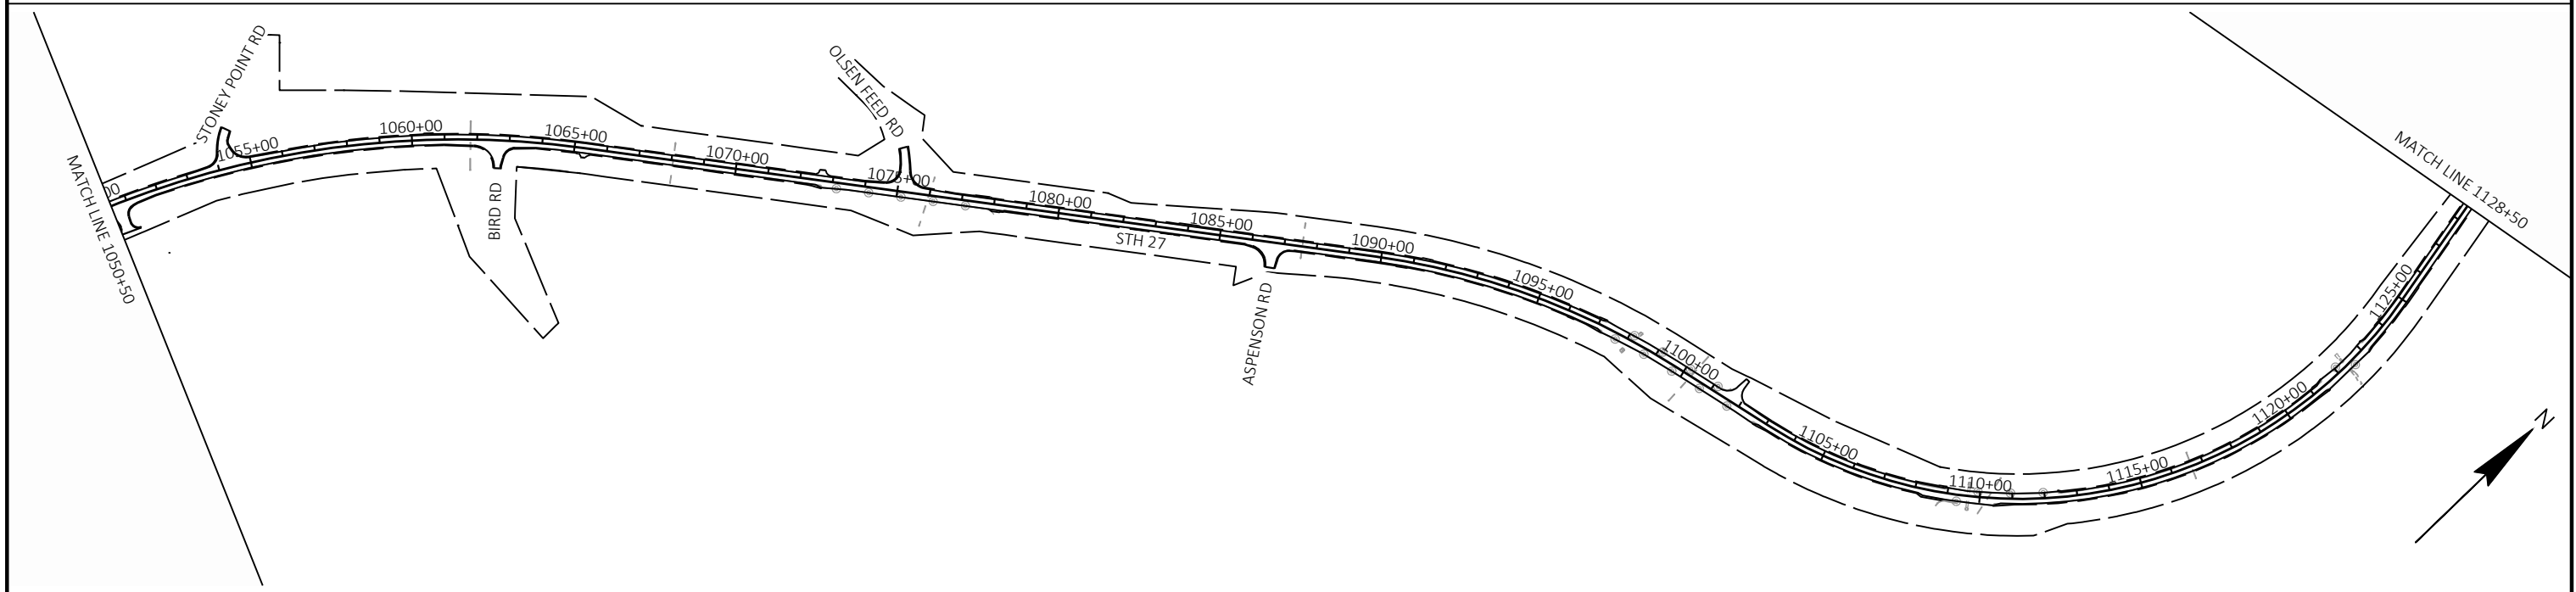 MATCH LINE 1050+50
00
STONEY POINT RD
1055+00
1060+00
BIRD RD
1065+00
1070+00
OLSEN FEED RD
1075+00
1080+00
STH 27
1085+00
ASPENSON RD
1090+00
1095+00
1100+00
1105+00
1110+00
1115+00
1120+00
1125+00
MATCH LINE 1128+50
N